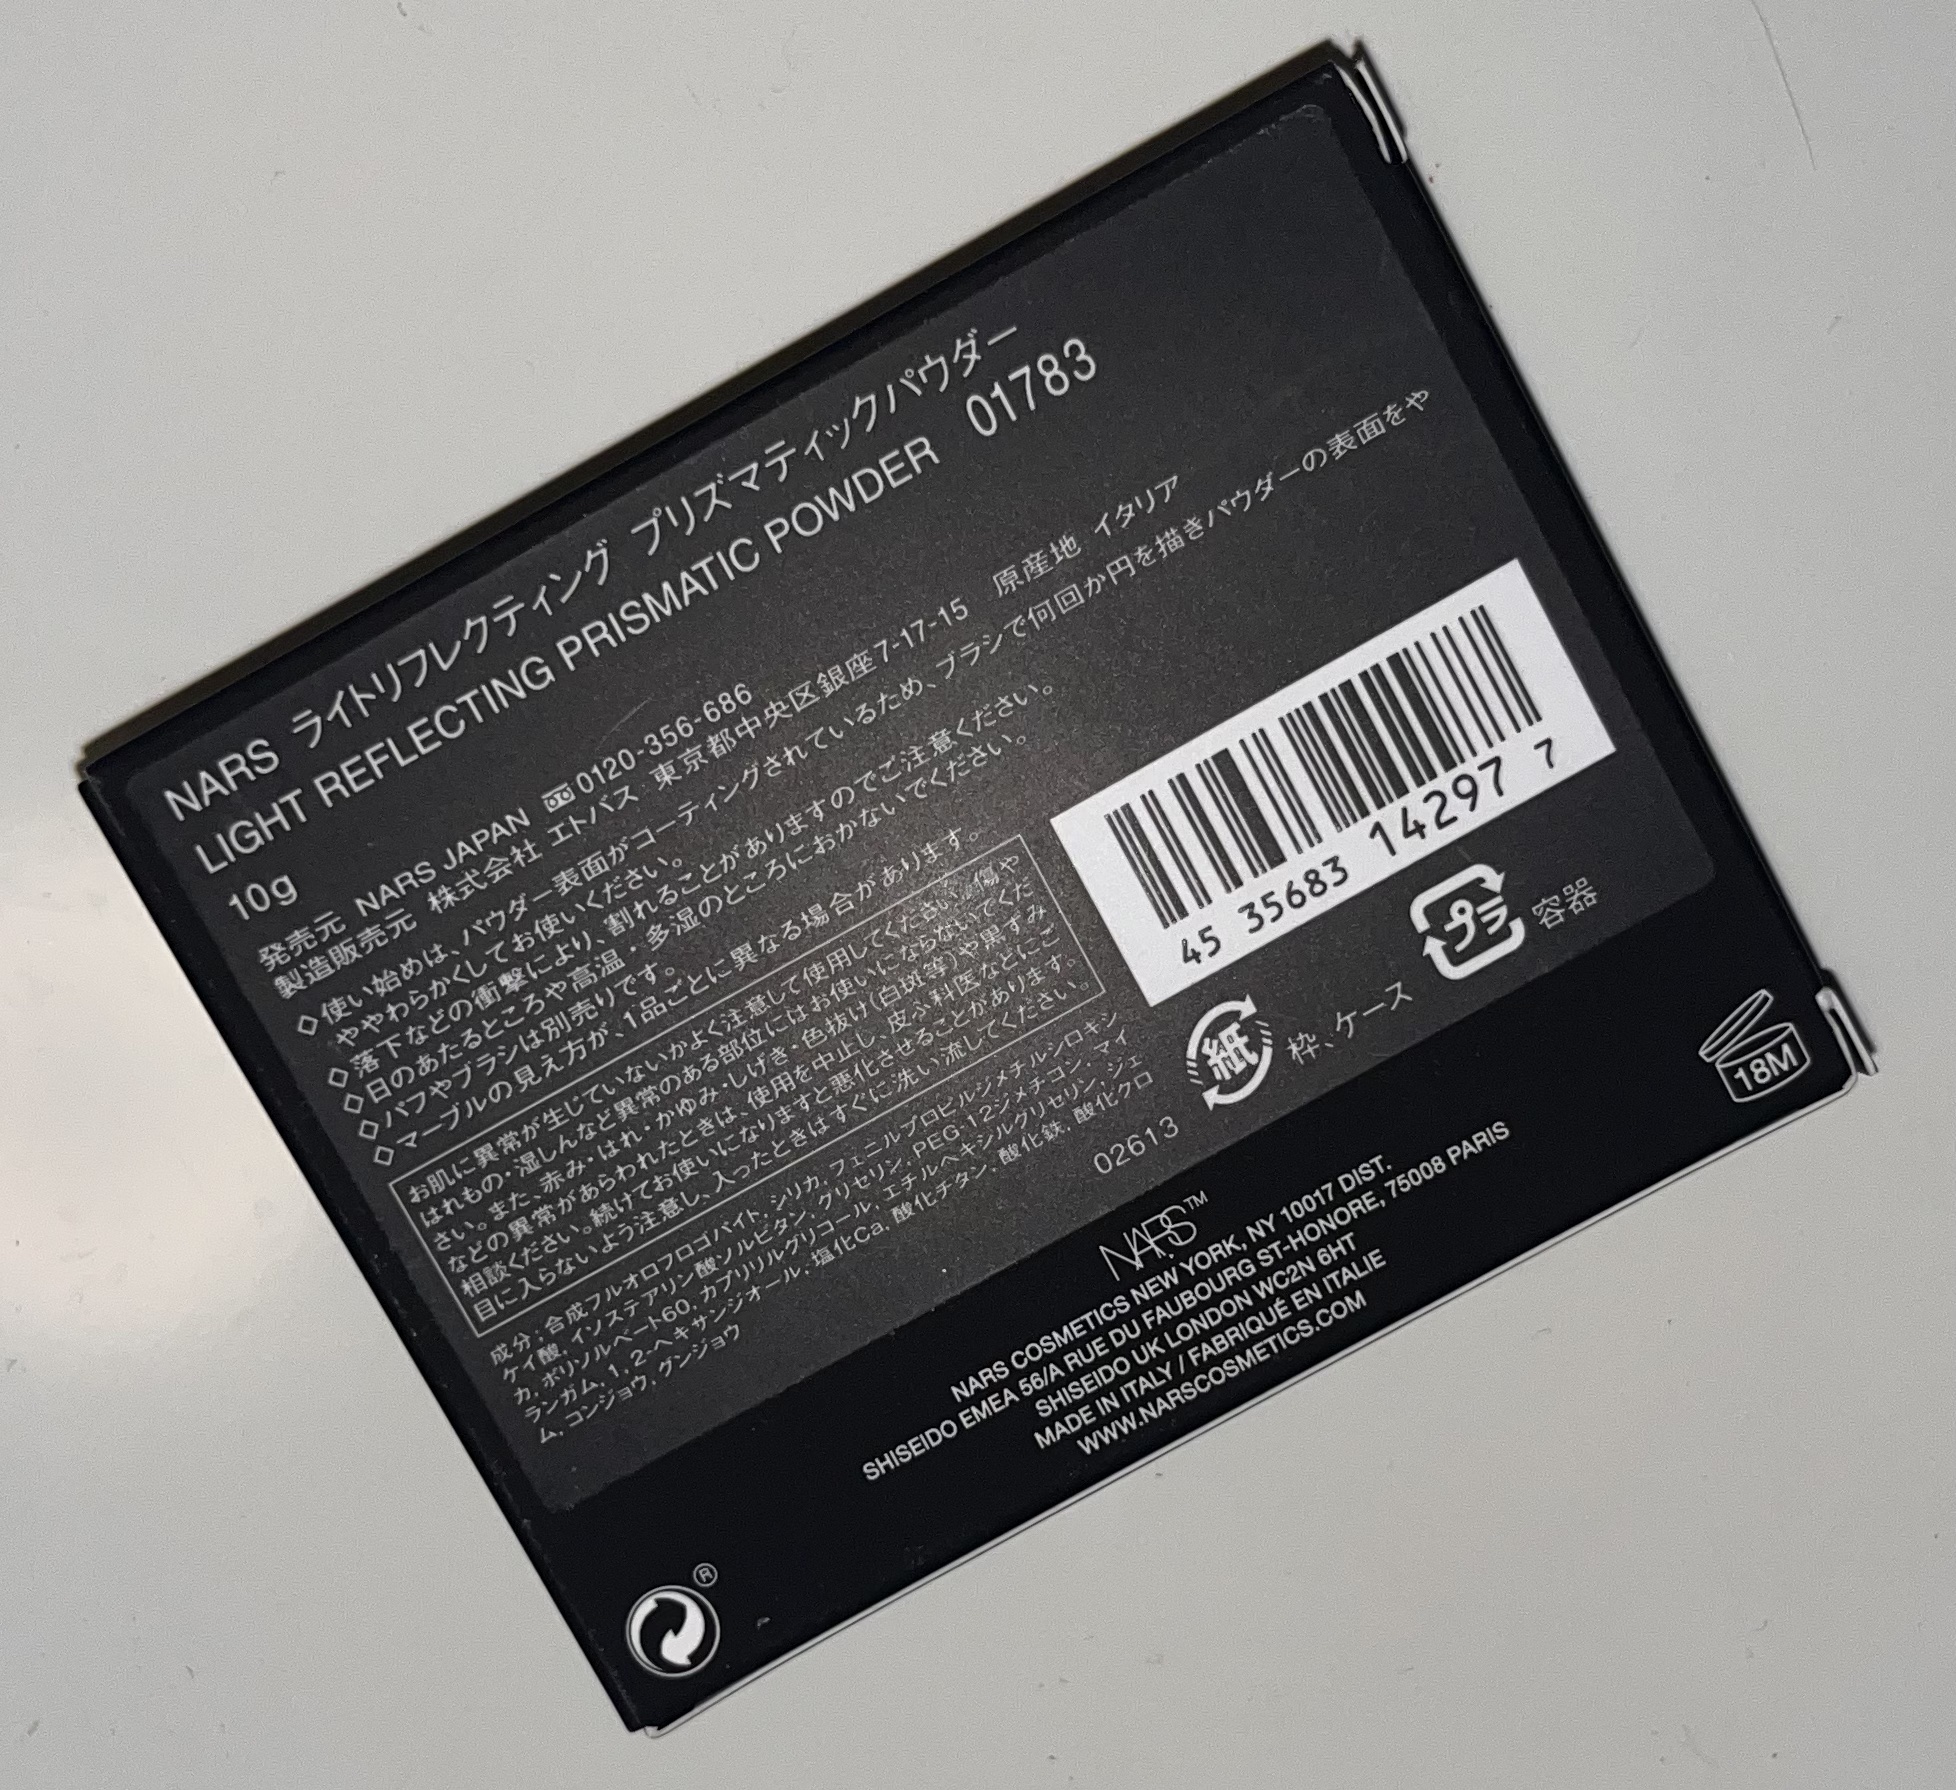 NARS ライトリフレクティング プリズマティックパウダー
LIGHT REFLECTING PRISMATIC POWDER 01783
10g
発売元 NARS JAPAN 0120-356-686
製造販売元 株式会社 エトバス 東京都中央区銀座7-17-15 原産地 イタリア
◇使い始めは、パウダー表面がコーティングされているため、ブラシで何回か円を描きパウダーの表面をや
ややわらかくしてお使いください。
◇落下などの衝撃により、割れることがありますのでご注意ください。
◇日のあたるところや高温・多湿のところにおかないでください。
◇パフやブラシは別売りです。
◇マーブルの見え方が、1品ごとに異なる場合があります。
お肌に異常が生じていないかよく注意して使用してください。傷や
はれもの・湿しんなど異常のある部位にはお使いにならないでくだ
さい。また、赤み・はれ・かゆみ・しげき・色抜け(白斑等)や黒ずみ
などの異常があらわれたときは、使用を中止し、皮ふ科医などにご
相談ください。続けてお使いになりますと悪化させることがあります。
目に入らないよう注意し、入ったときはすぐに洗い流してください。
成分:合成フルオロフロゴパイト, シリカ, フェニルプロピルジメチルシロキシ
ケイ酸, イソステアリン酸ソルビタン, グリセリン, PEG-12ジメチコン, マイ
カ, ポリソルベート60, カプリリルグリコール, エチルヘキシルグリセリン, ジェ
ランガム, 1, 2-ヘキサンジオール, 塩化Ca, 酸化チタン, 酸化鉄, 酸化クロ
ム, コンジョウ, グンジョウ
02613
45 35683 14297 7
プラ 容器
紙 枠、ケース
18M
NARS™
NARS COSMETICS NEW YORK, NY 10017 DIST.
SHISEIDO EMEA 56/A RUE DU FAUBOURG ST-HONORE, 75008 PARIS
SHISEIDO UK LONDON WC2N 6HT
MADE IN ITALY / FABRIQUÉ EN ITALIE
WWW.NARSCOSMETICS.COM
®